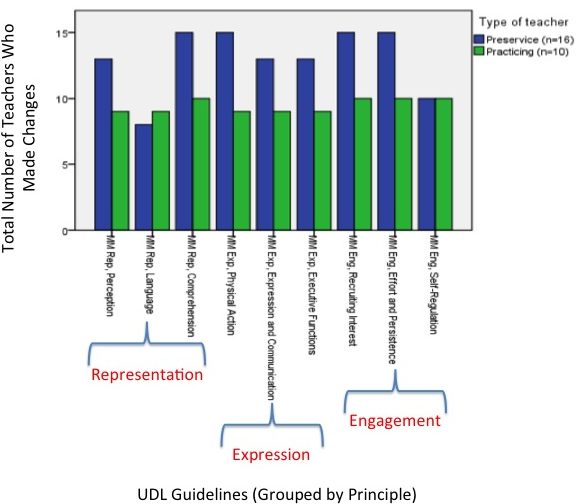 Total Number of Teachers Who
Made Changes
15
10
5
0
Type of teacher
Preservice (n=16)
Practicing (n=10)
MM Rep, Perception
MM Rep, Language
MM Rep, Comprehension
MM Exp, Physical Action
MM Exp, Expression and Communication
MM Exp, Executive Functions
MM Eng, Recruiting Interest
MM Eng, Effort and Persistence
MM Eng, Self-Regulation
Representation
Expression
Engagement
UDL Guidelines (Grouped by Principle)